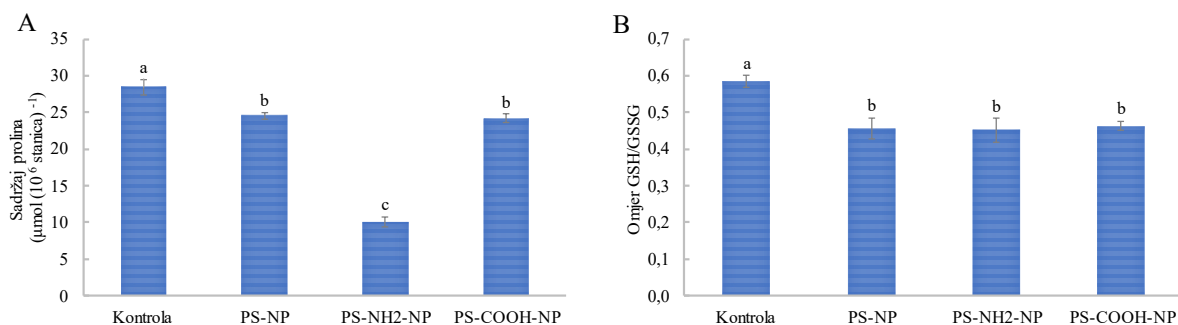 A
Sadržaj prolina
(µmol (10⁶ stanica)⁻¹
35
30
25
20
15
10
5
0
a
b
c
b
Kontrola PS-NP PS-NH2-NP PS-COOH-NP
B
Omjer GSH/GSSG
0,7
0,6
0,5
0,4
0,3
0,2
0,1
0,0
a
b
b
b
Kontrola PS-NP PS-NH2-NP PS-COOH-NP